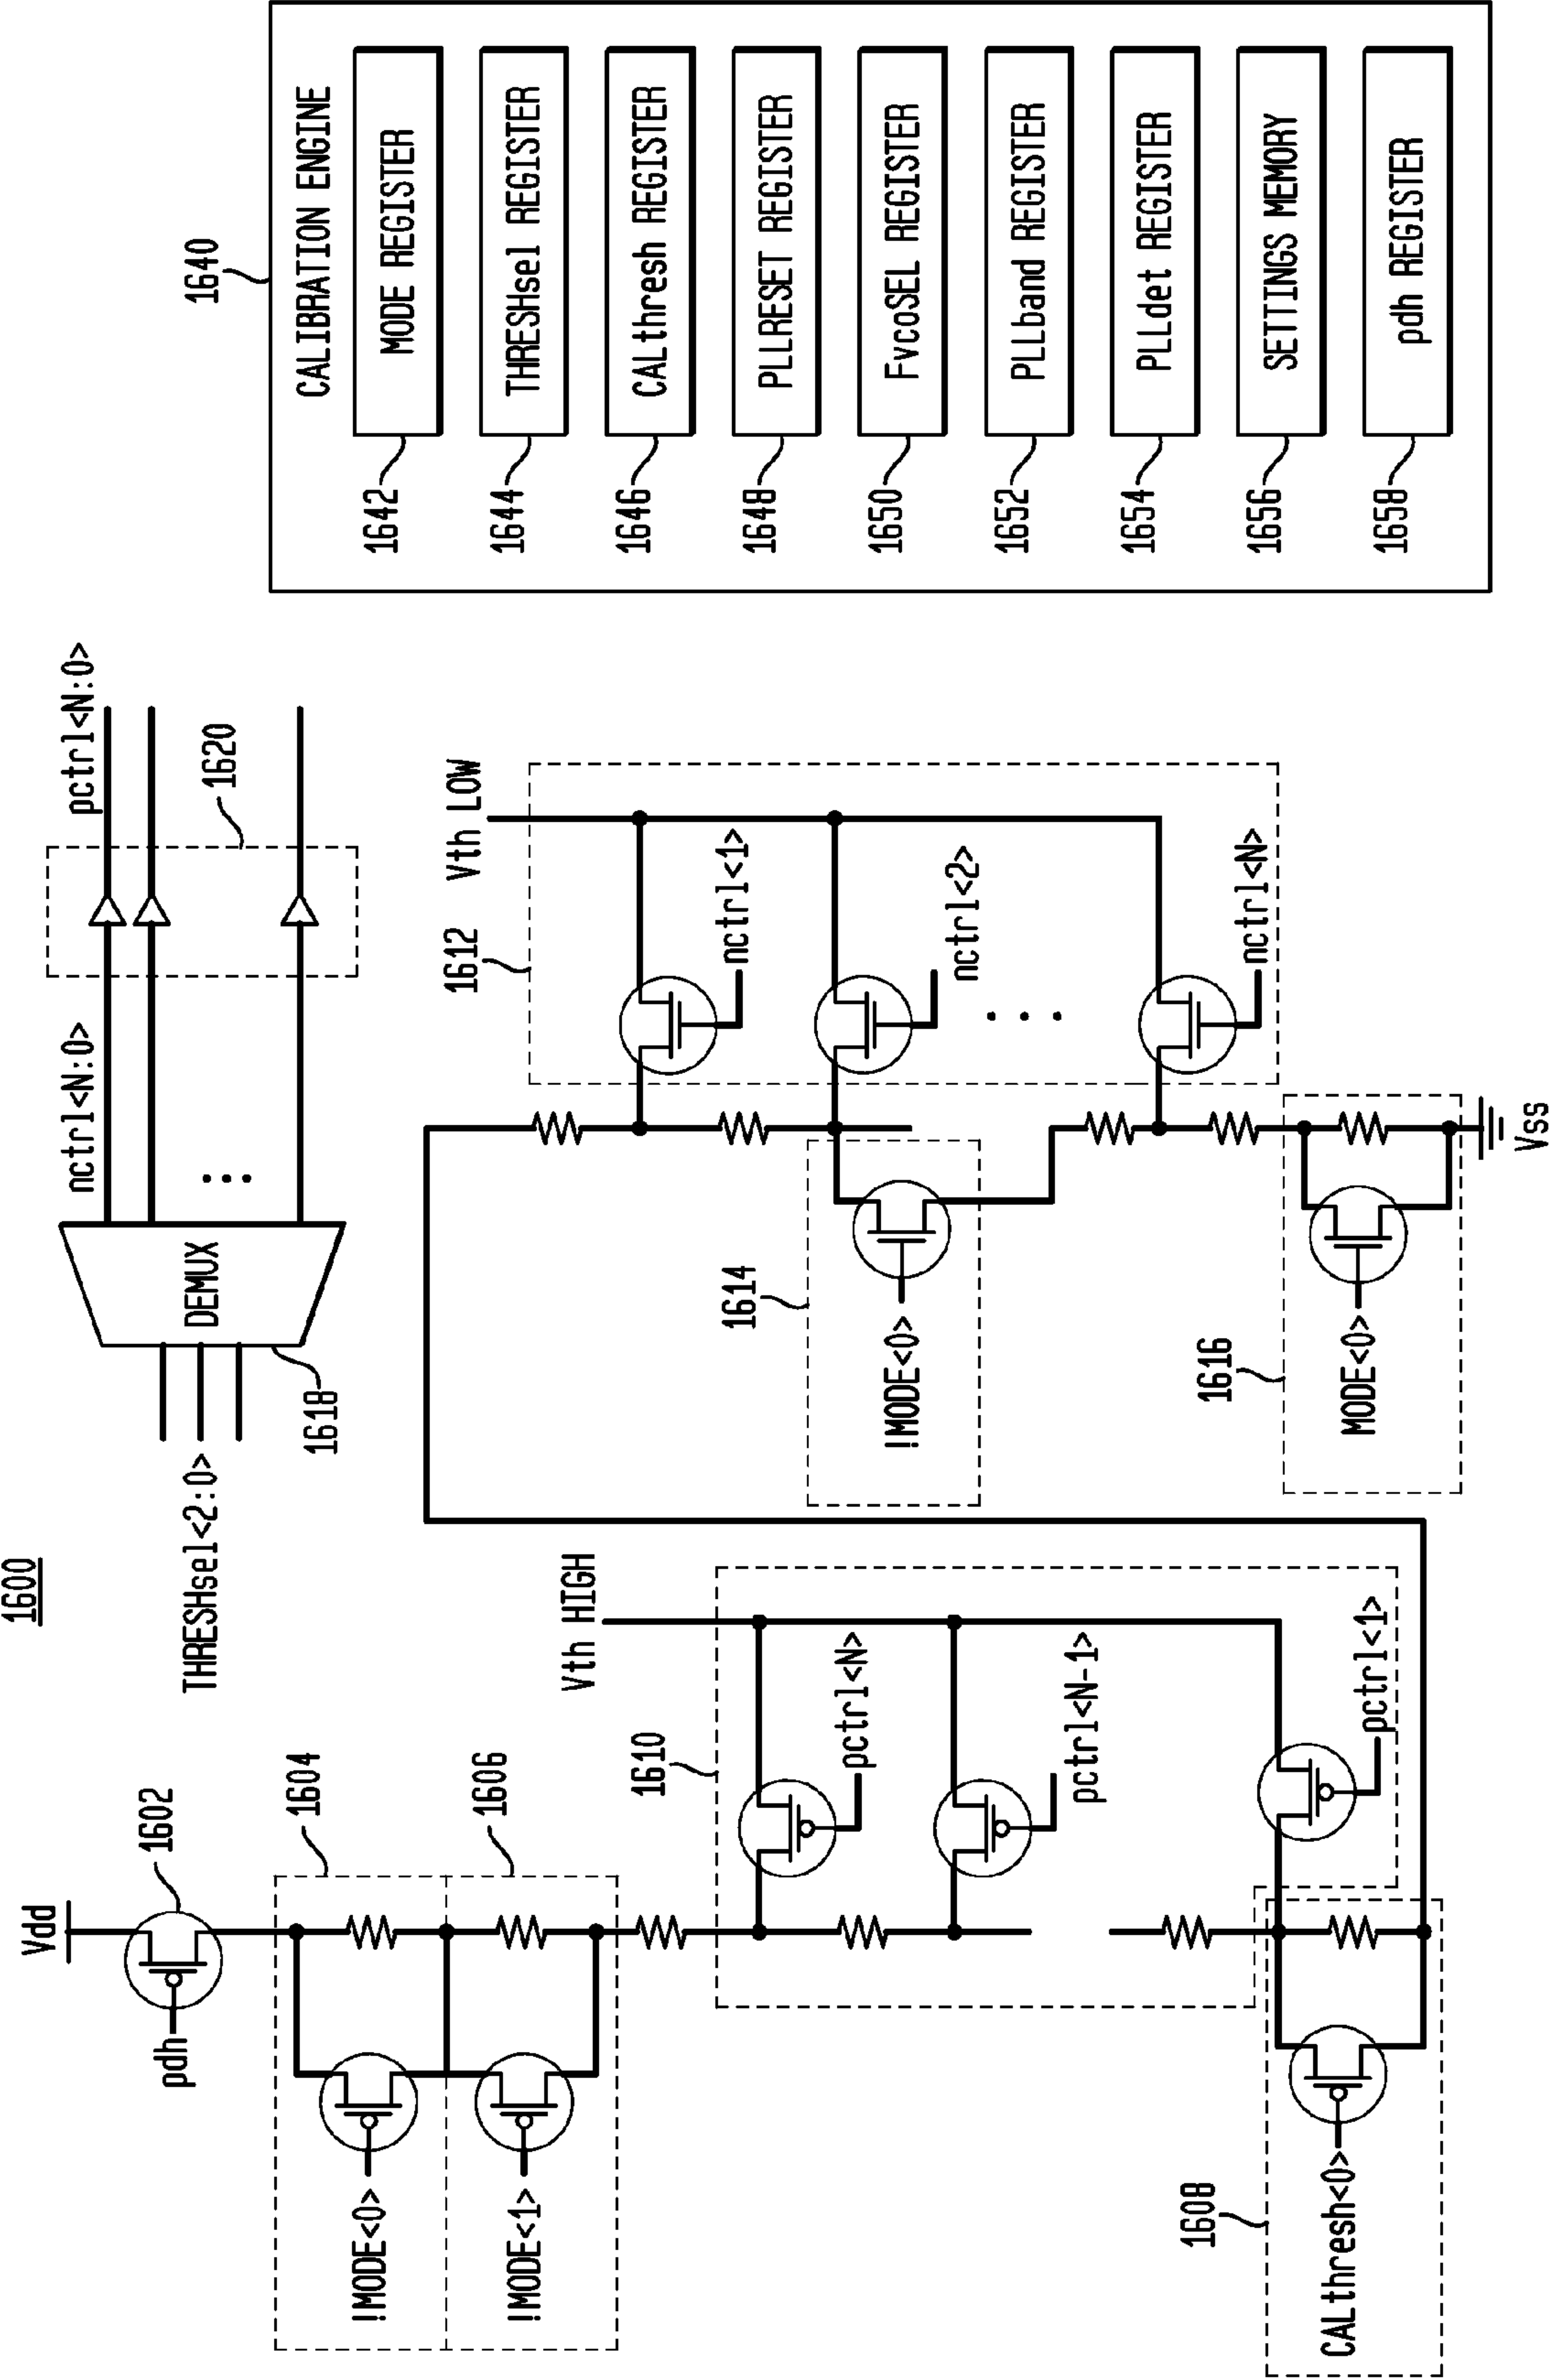 1600
Vdd
pdh
1602
!MODE<0>
1604
!MODE<1>
1606
Vth HIGH
1610
pctrl<N>
pctrl<N-1>
pctrl<1>
CALthresh<0>
1608
THRESHsel<2:0>
DEMUX
1618
nctrl<N:0>
pctrl<N:0>
1620
Vth LOW
1612
nctrl<1>
nctrl<2>
nctrl<N>
!MODE<0>
1614
MODE<0>
1616
Vss
1640
CALIBRATION ENGINE
1642
MODE REGISTER
1644
THRESHsel REGISTER
1646
CALthresh REGISTER
1648
PLLRESET REGISTER
1650
FvcoSEL REGISTER
1652
PLLband REGISTER
1654
PLLdet REGISTER
1656
SETTINGS MEMORY
1658
pdh REGISTER